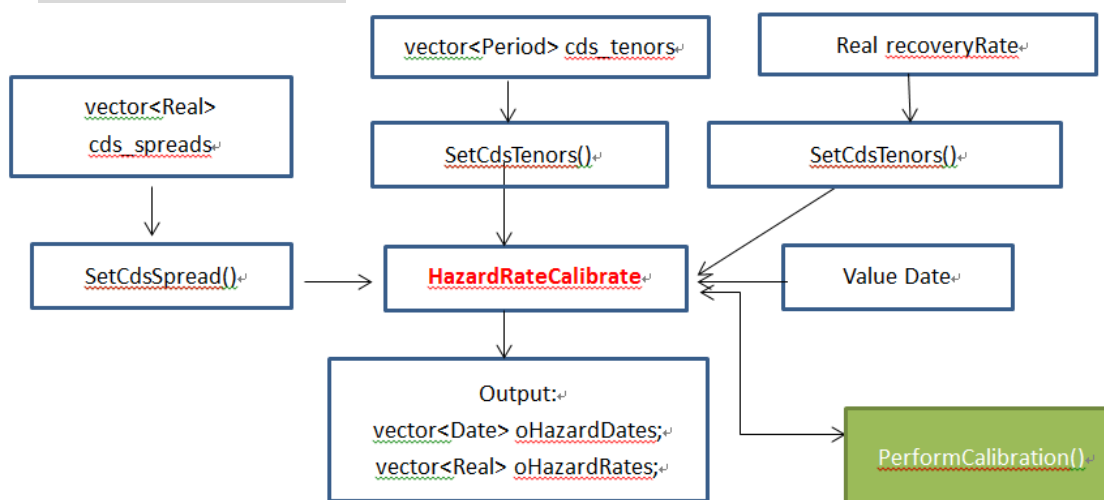 vector<Period> cds_tenors
Real recoveryRate
vector<Real>
cds_spreads
SetCdsTenors()
SetCdsTenors()
SetCdsSpread()
HazardRateCalibrate
Value Date
Output:
vector<Date> oHazardDates;
vector<Real> oHazardRates;
PerformCalibration()